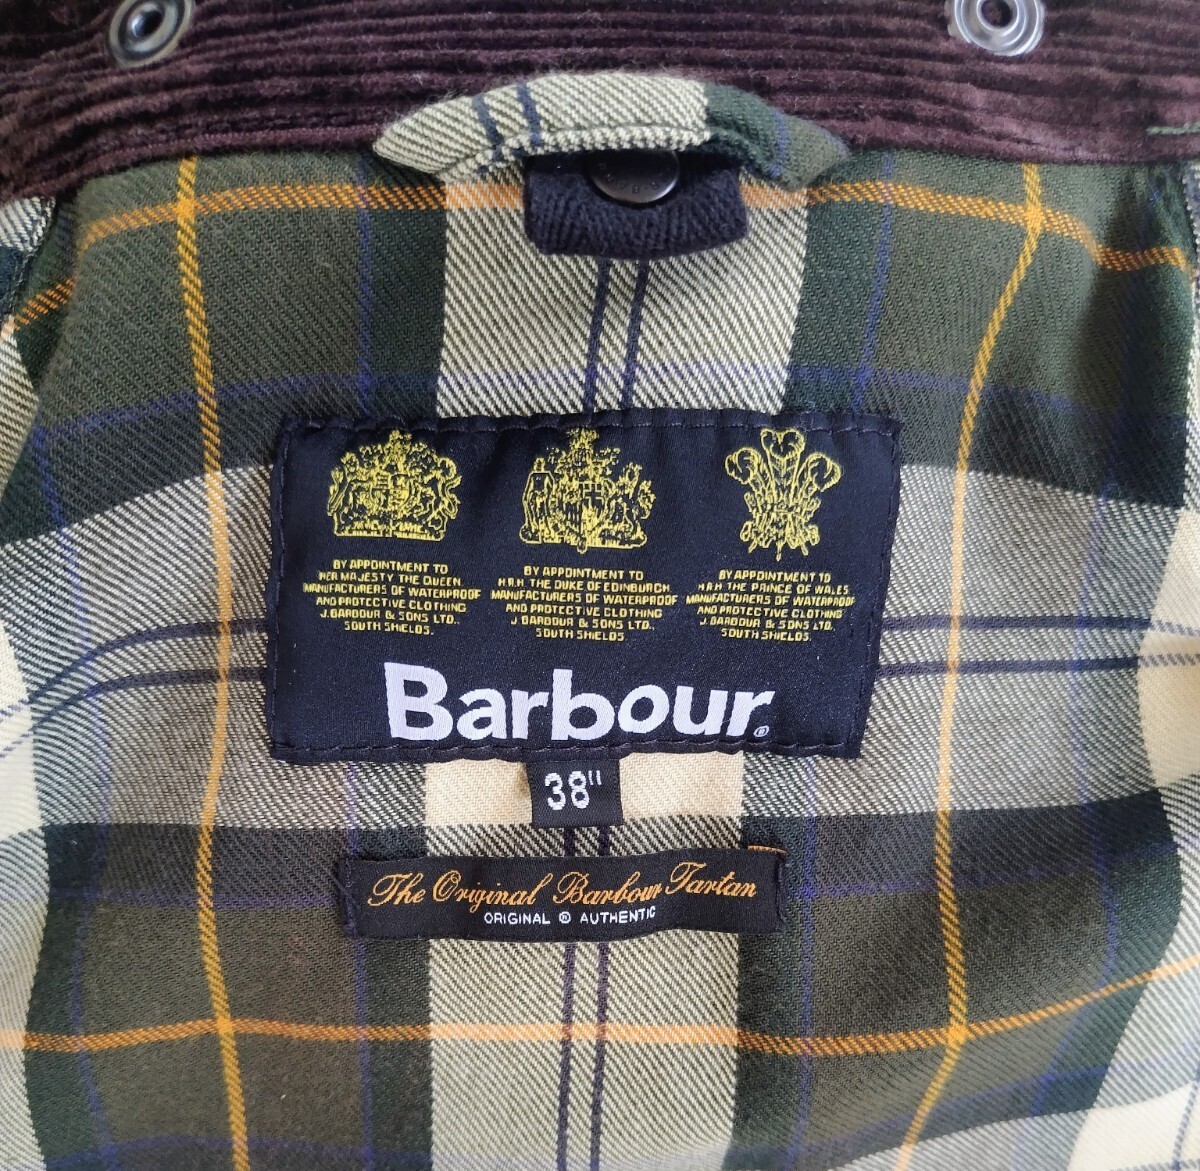 BY APPOINTMENT TO
HER MAJESTY THE QUEEN
MANUFACTURERS OF WATERPROOF
AND PROTECTIVE CLOTHING
J. BARBOUR & SONS LTD.,
SOUTH SHIELDS.
BY APPOINTMENT TO
H.R.H. THE DUKE OF EDINBURGH
MANUFACTURERS OF WATERPROOF
AND PROTECTIVE CLOTHING
J. BARBOUR & SONS LTD.,
SOUTH SHIELDS.
BY APPOINTMENT TO
H.R.H. THE PRINCE OF WALES
MANUFACTURERS OF WATERPROOF
AND PROTECTIVE CLOTHING
J. BARBOUR & SONS LTD.,
SOUTH SHIELDS.
Barbour®
38"
The Original Barbour Tartan
ORIGINAL ® AUTHENTIC